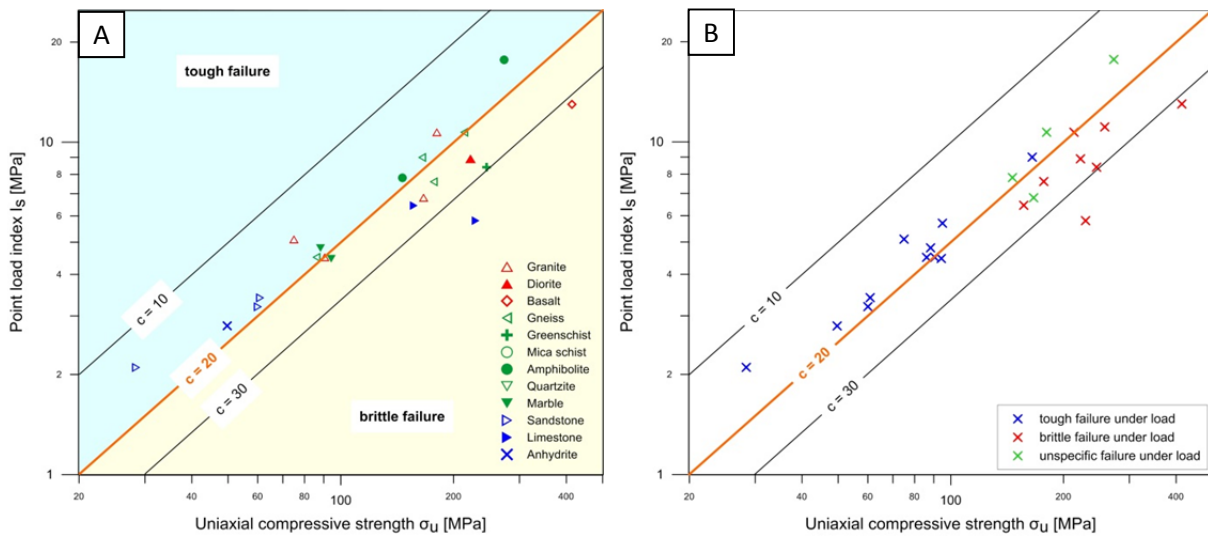 A
tough failure
brittle failure
c = 10
c = 20
c = 30
Granite
Diorite
Basalt
Gneiss
Greenschist
Mica schist
Amphibolite
Quartzite
Marble
Sandstone
Limestone
Anhydrite
Point load index Is [MPa]
20
10
8
6
4
2
1
20
40
60
80
100
200
400
Uniaxial compressive strength σu [MPa]
B
c = 10
c = 20
c = 30
tough failure under load
brittle failure under load
unspecific failure under load
Point load index Is [MPa]
20
10
8
6
4
2
1
20
40
60
80
100
200
400
Uniaxial compressive strength σu [MPa]